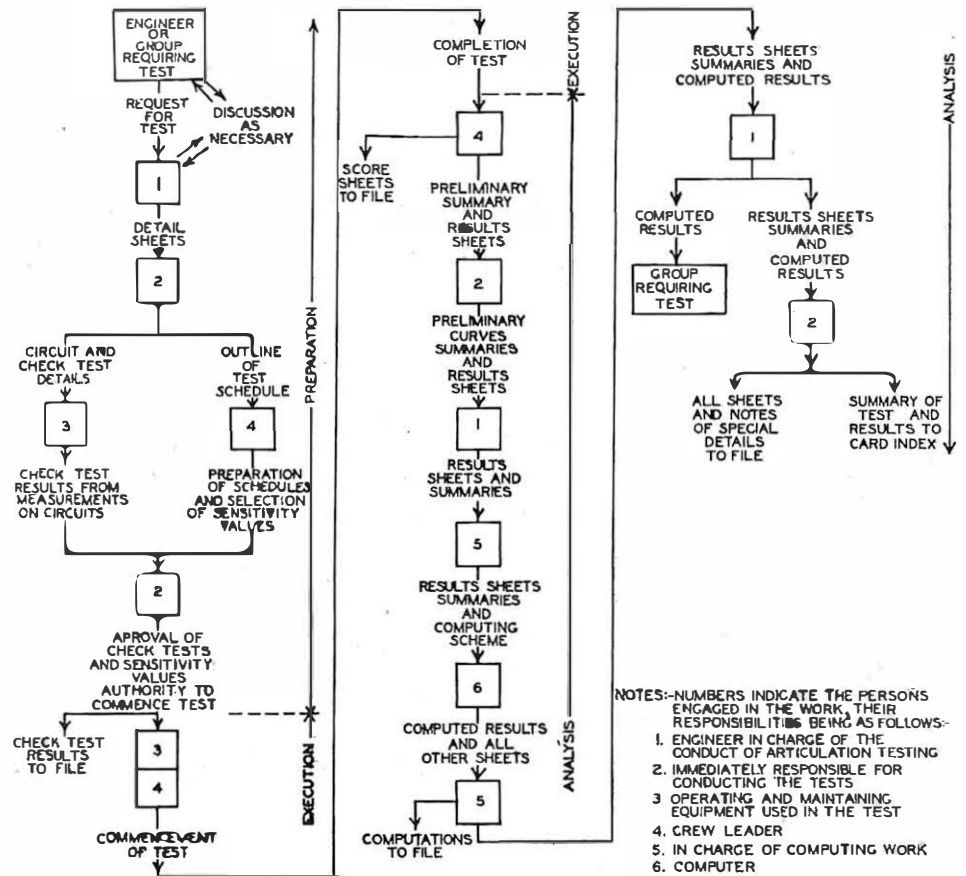 ENGINEER
OR
GROUP
REQUIRING
TEST
REQUEST
FOR
TEST
DISCUSSION
AS
NECESSARY
1
DETAIL
SHEETS
2
CIRCUIT AND
CHECK TEST
DETAILS
OUTLINE
OF
TEST
SCHEDULE
3
4
CHECK TEST
RESULTS FROM
MEASUREMENTS
ON CIRCUITS
PREPARATION
OF SCHEDULES
AND SELECTION
OF SENSITIVITY
VALUES
2
APROVAL OF
CHECK TESTS
AND SENSITIVITY
VALUES
AUTHORITY TO
COMMENCE TEST
CHECK TEST
RESULTS
TO FILE
3
4
COMMENCEMENT
OF TEST
PREPARATION
EXECUTION
COMPLETION
OF TEST
EXECUTION
4
SCORE
SHEETS
TO FILE
PRELIMINARY
SUMMARY
AND
RESULTS
SHEETS
2
PRELIMINARY
CURVES
SUMMARIES
AND
RESULTS
SHEETS
1
RESULTS
SHEETS AND
SUMMARIES
5
RESULTS SHEETS
SUMMARIES
AND
COMPUTING
SCHEME
6
COMPUTED RESULTS
AND ALL
OTHER SHEETS
5
COMPUTATIONS
TO FILE
ANALYSIS
RESULTS SHEETS
SUMMARIES AND
COMPUTED RESULTS
1
COMPUTED
RESULTS
GROUP
REQUIRING
TEST
RESULTS SHEETS
SUMMARIES
AND
COMPUTED
RESULTS
2
ALL SHEETS
AND NOTES
OF SPECIAL
DETAILS
TO FILE
SUMMARY OF
TEST AND
RESULTS TO
CARD INDEX
ANALYSIS
NOTES:-NUMBERS INDICATE THE PERSONS
ENGAGED IN THE WORK, THEIR
RESPONSIBILITIES BEING AS FOLLOWS:-
1. ENGINEER IN CHARGE OF THE
CONDUCT OF ARTICULATION TESTING
2. IMMEDIATELY RESPONSIBLE FOR
CONDUCTING THE TESTS
3 OPERATING AND MAINTAINING
EQUIPMENT USED IN THE TEST
4. CREW LEADER
5. IN CHARGE OF COMPUTING WORK
6. COMPUTER